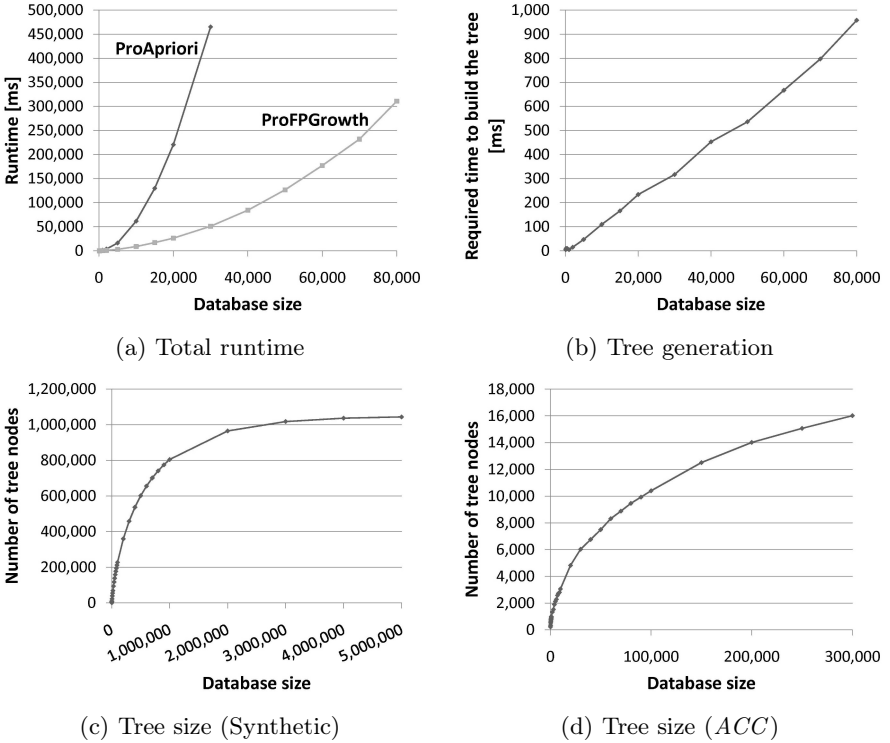 500,000
450,000
400,000
350,000
300,000
250,000
200,000
150,000
100,000
50,000
0
Runtime [ms]
ProApriori
ProFPGrowth
0 20,000 40,000 60,000 80,000
Database size
(a) Total runtime
1,000
900
800
700
600
500
400
300
200
100
0
Required time to build the tree
[ms]
0 20,000 40,000 60,000 80,000
Database size
(b) Tree generation
1,200,000
1,000,000
800,000
600,000
400,000
200,000
0
Number of tree nodes
0 1,000,000 2,000,000 3,000,000 4,000,000 5,000,000
Database size
(c) Tree size (Synthetic)
18,000
16,000
14,000
12,000
10,000
8,000
6,000
4,000
2,000
0
Number of tree nodes
0 100,000 200,000 300,000
Database size
(d) Tree size (ACC)